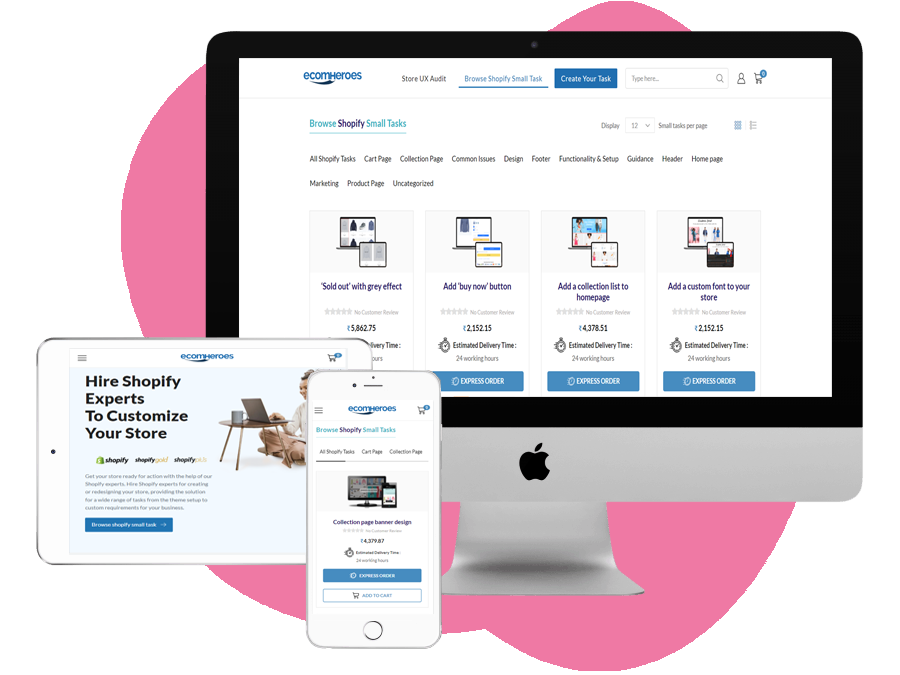 ecomHeroes
Store UX Audit
Browse Shopify Small Task
Create Your Task
Type here...
0
Browse Shopify Small Tasks
Display
12
Small tasks per page
All Shopify Tasks Cart Page Collection Page Common Issues Design Footer Functionality & Setup Guidance Header Home page
Marketing Product Page Uncategorized
'Sold out' with grey effect
No Customer Review
₹5,862.75
Delivery Time :
hours
Add 'buy now' button
No Customer Review
₹2,152.15
Estimated Delivery Time :
24 working hours
EXPRESS ORDER
Add a collection list to
homepage
No Customer Review
₹4,378.51
Estimated Delivery Time :
24 working hours
EXPRESS ORDER
Add a custom font to your
store
No Customer Review
₹2,152.15
Estimated Delivery Time :
24 working hours
EXPRESS ORDER
ecomHeroes
0
Hire Shopify
Experts
To Customize
Your Store
shopify shopifygold shopifyplus
Get your store ready for action with the help of our
Shopify experts. Hire Shopify experts for creating
or redesigning your store, providing the solution
for a wide range of tasks from the theme setup to
custom requirements for your business.
Browse shopify small task →
ecomHeroes
0
Browse Shopify Small Tasks
All Shopify Tasks Cart Page Collection Page
Collection page banner design
No Customer Review
₹4,379.87
Estimated Delivery Time :
24 working hours
EXPRESS ORDER
ADD TO CART